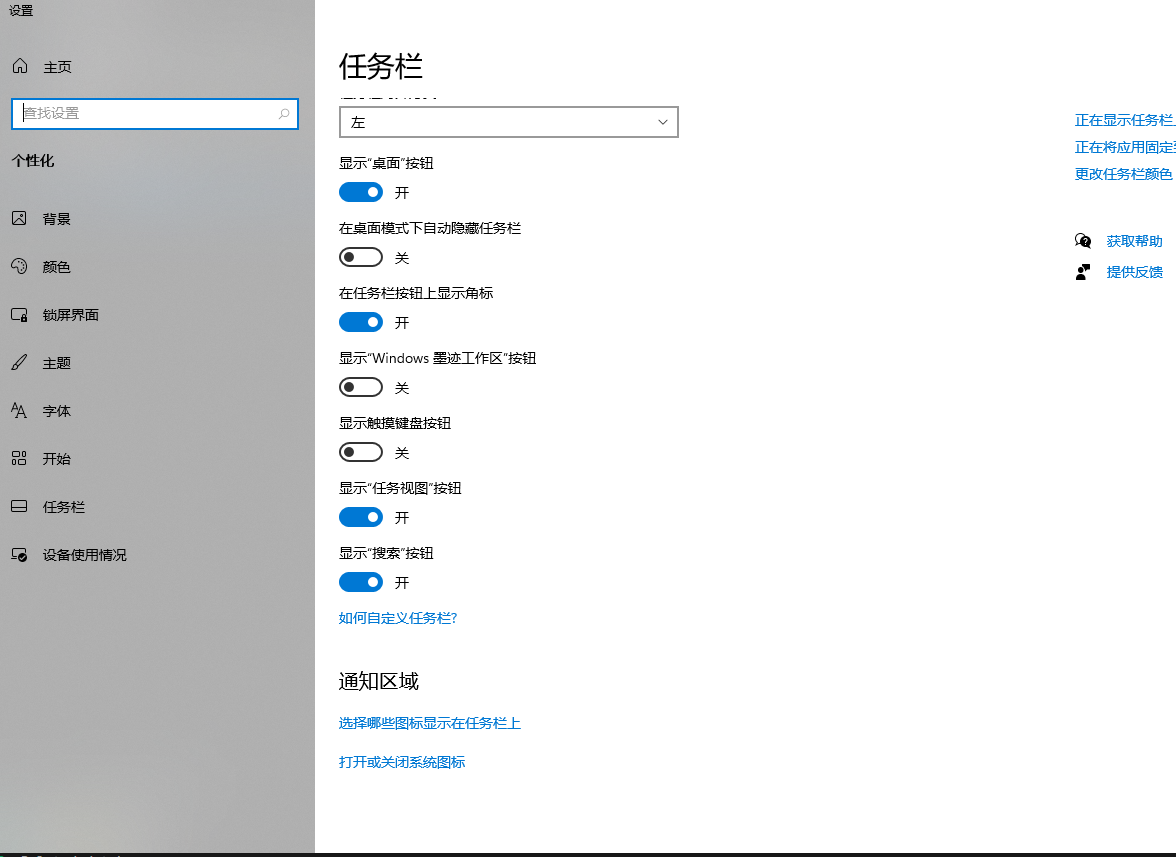 设置
主页
查找设置
个性化
背景
颜色
锁屏界面
主题
字体
开始
任务栏
设备使用情况
任务栏
左
显示“桌面”按钮
开
在桌面模式下自动隐藏任务栏
关
在任务栏按钮上显示角标
开
显示“Windows 墨迹工作区”按钮
关
显示触摸键盘按钮
关
显示“任务视图”按钮
开
显示“搜索”按钮
开
如何自定义任务栏?
通知区域
选择哪些图标显示在任务栏上
打开或关闭系统图标
正在显示任务栏
正在将应用固定
更改任务栏颜色
获取帮助
提供反馈